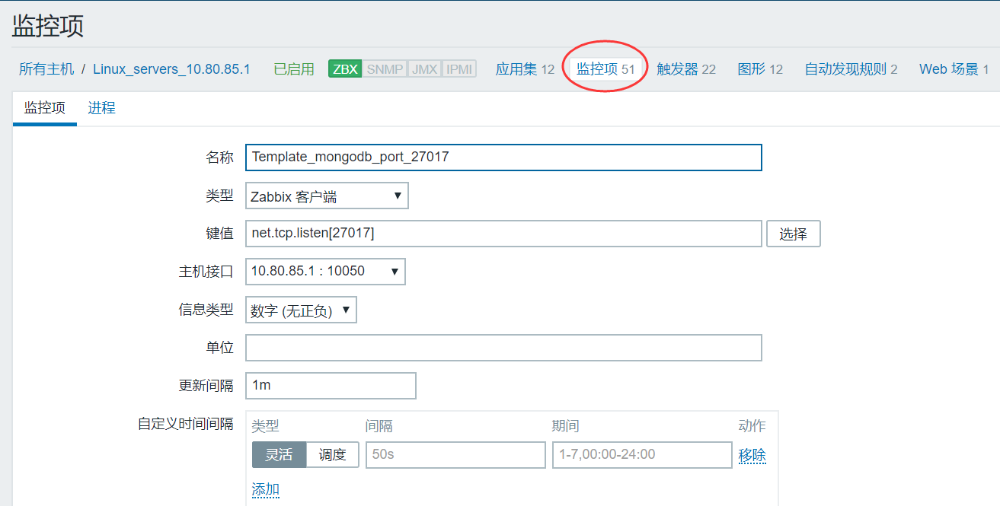 监控项
所有主机 / Linux_servers_10.80.85.1 已启用 ZBX SNMP JMX IPMI 应用集 12 监控项 51 触发器 22 图形 12 自动发现规则 2 Web 场景 1
监控项 进程
名称 Template_mongodb_port_27017
类型 Zabbix 客户端
键值 net.tcp.listen[27017] 选择
主机接口 10.80.85.1 : 10050
信息类型 数字 (无正负)
单位
更新间隔 1m
自定义时间间隔 类型 间隔 期间 动作
灵活 调度 50s 1-7,00:00-24:00 移除
添加